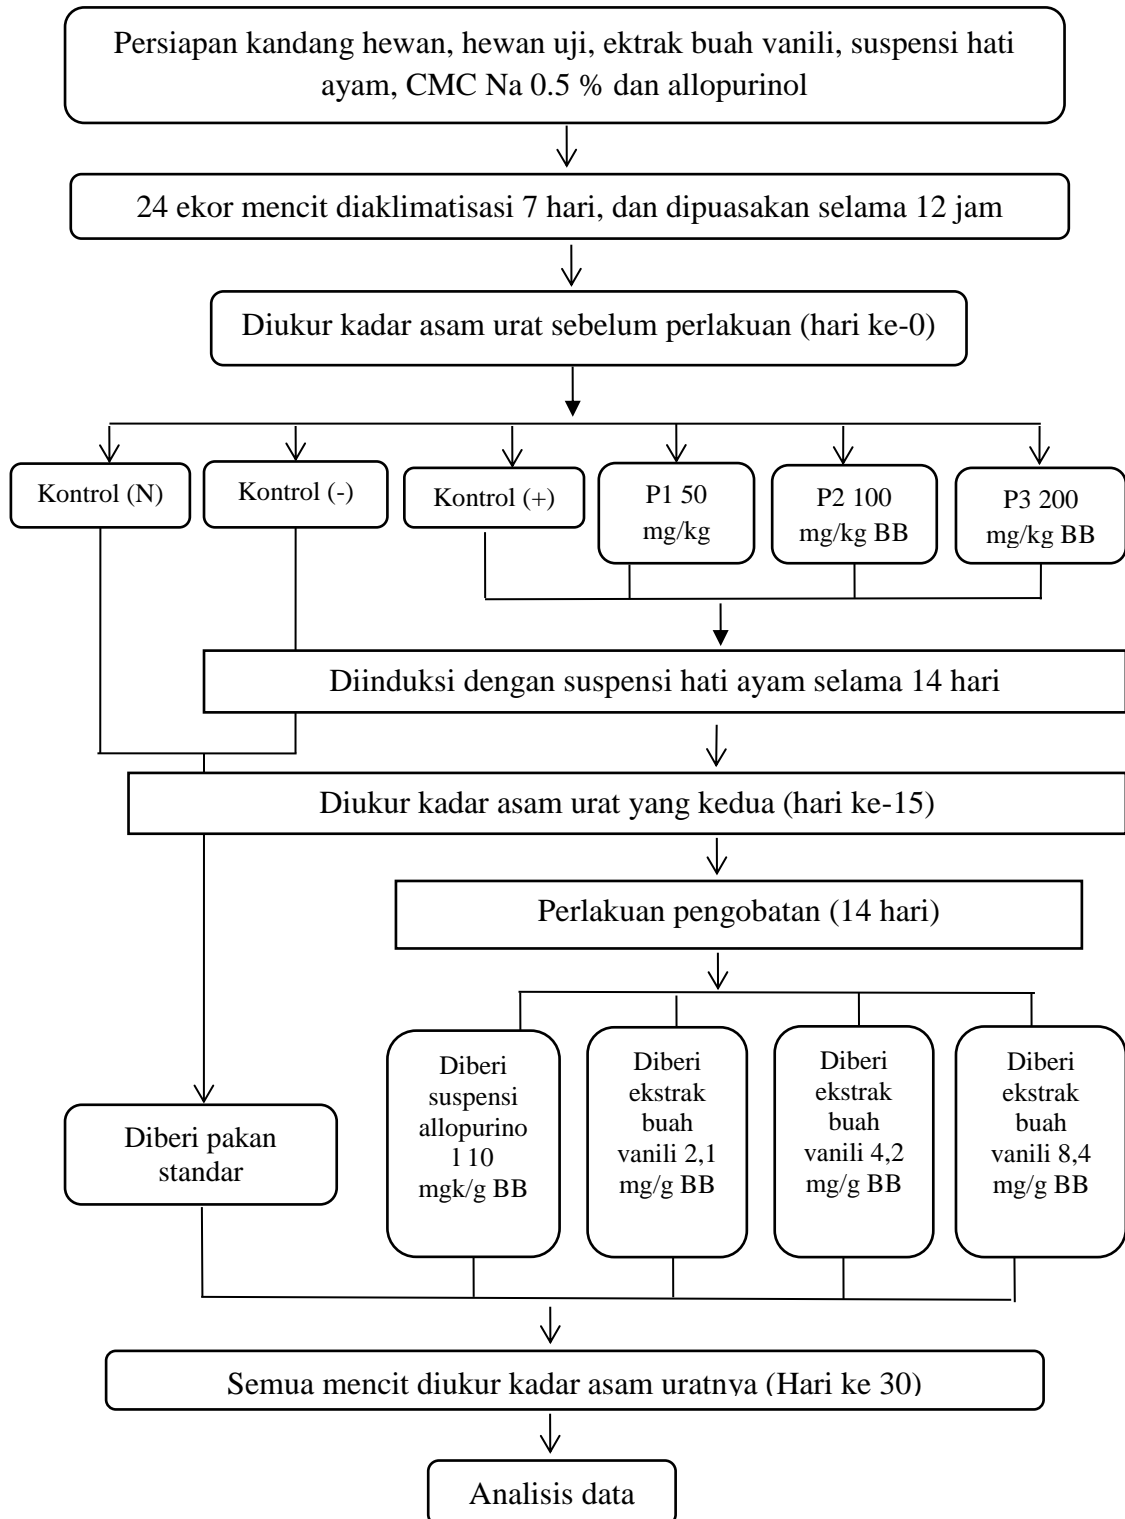 Persiapan kandang hewan, hewan uji, ektrak buah vanili, suspensi hati
ayam, CMC Na 0.5 % dan allopurinol
24 ekor mencit diaklimatisasi 7 hari, dan dipuasakan selama 12 jam
Diukur kadar asam urat sebelum perlakuan (hari ke-0)
Kontrol (N)
Kontrol (-)
Kontrol (+)
P1 50
mg/kg
P2 100
mg/kg BB
P3 200
mg/kg BB
Diinduksi dengan suspensi hati ayam selama 14 hari
Diukur kadar asam urat yang kedua (hari ke-15)
Perlakuan pengobatan (14 hari)
Diberi pakan
standar
Diberi
suspensi
allopurino
l 10
mgk/g BB
Diberi
ekstrak
buah
vanili 2,1
mg/g BB
Diberi
ekstrak
buah
vanili 4,2
mg/g BB
Diberi
ekstrak
buah
vanili 8,4
mg/g BB
Semua mencit diukur kadar asam uratnya (Hari ke 30)
Analisis data